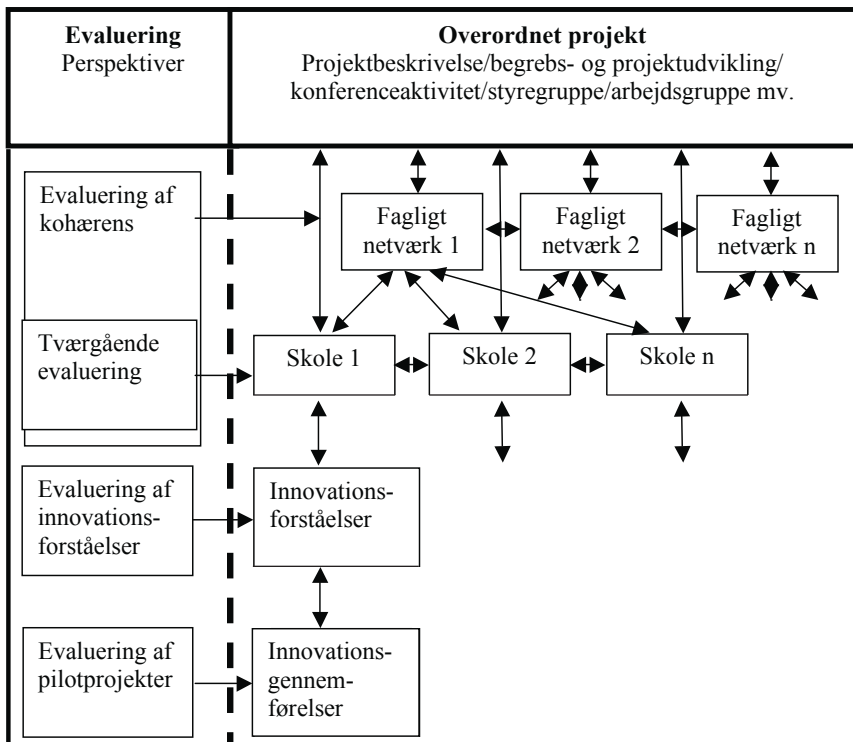 Evaluering
Perspektiver
Overordnet projekt
Projektbeskrivelse/begrebs- og projektudvikling/
konferenceaktivitet/styregruppe/arbejdsgruppe mv.
Evaluering af
kohærens
Fagligt
netværk 1
Fagligt
netværk 2
Fagligt
netværk n
Tværgående
evaluering
Skole 1
Skole 2
Skole n
Evaluering af
innovations-
forståelser
Innovations-
forståelser
Evaluering af
pilotprojekter
Innovations-
gennem-
førelser